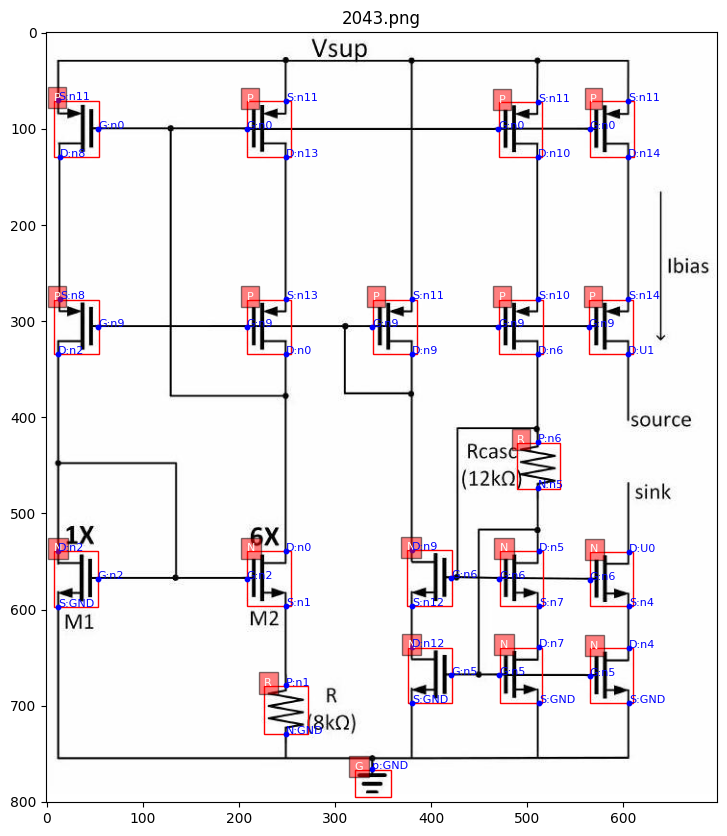 2043.png
Vsup
P
S:n11
G:n0
D:n8
P
S:n11
G:n0
D:n13
P
S:n11
G:n0
D:n10
P
S:n11
G:n0
D:n14
Ibias
P
S:n8
G:n9
D:n2
P
S:n13
G:n9
D:n0
P
S:n11
G:n9
D:n9
P
S:n10
G:n9
D:n6
P
S:n14
G:n9
D:U1
source
R
P:n6
Rcasc
(12kΩ)
N:n5
sink
1X
N
D:n2
G:n2
S:GND
M1
6X
N
D:n0
G:n2
S:n1
M2
N
D:n9
G:n6
S:n12
N
D:n5
G:n6
S:n7
N
D:U0
G:n6
S:n4
N
D:n12
G:n5
S:GND
N
D:n7
G:n5
S:GND
N
D:n4
G:n5
S:GND
R
P:n1
R
(8kΩ)
N:GND
G
p:GND
0
100
200
300
400
500
600
700
800
0 100 200 300 400 500 600